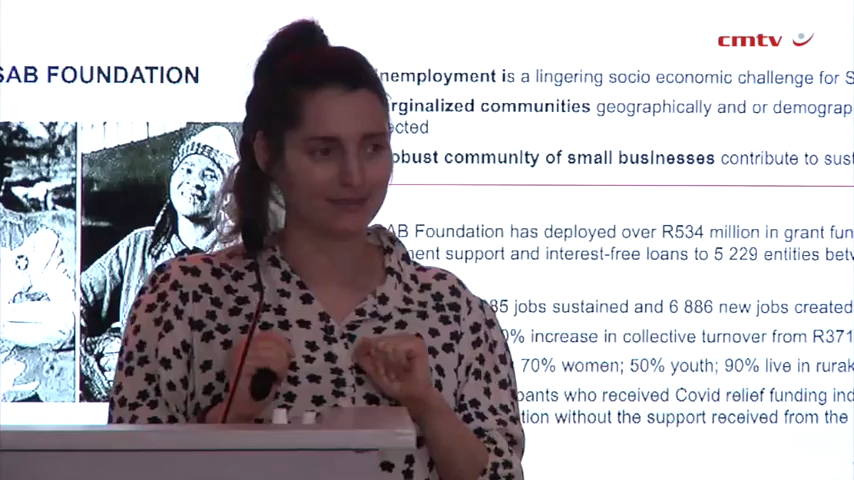 cmtv
SAB FOUNDATION
nemployment is a lingering socio economic challenge for S
rginalized communities geographically and or demograp
ected
obust community of small businesses contribute to sust
AB Foundation has deployed over R534 million in grant fun
ment support and interest-free loans to 5 229 entities betw
85 jobs sustained and 6 886 new jobs created
0% increase in collective turnover from R371
70% women; 50% youth; 90% live in rurak
pants who received Covid relief funding ind
tion without the support received from the